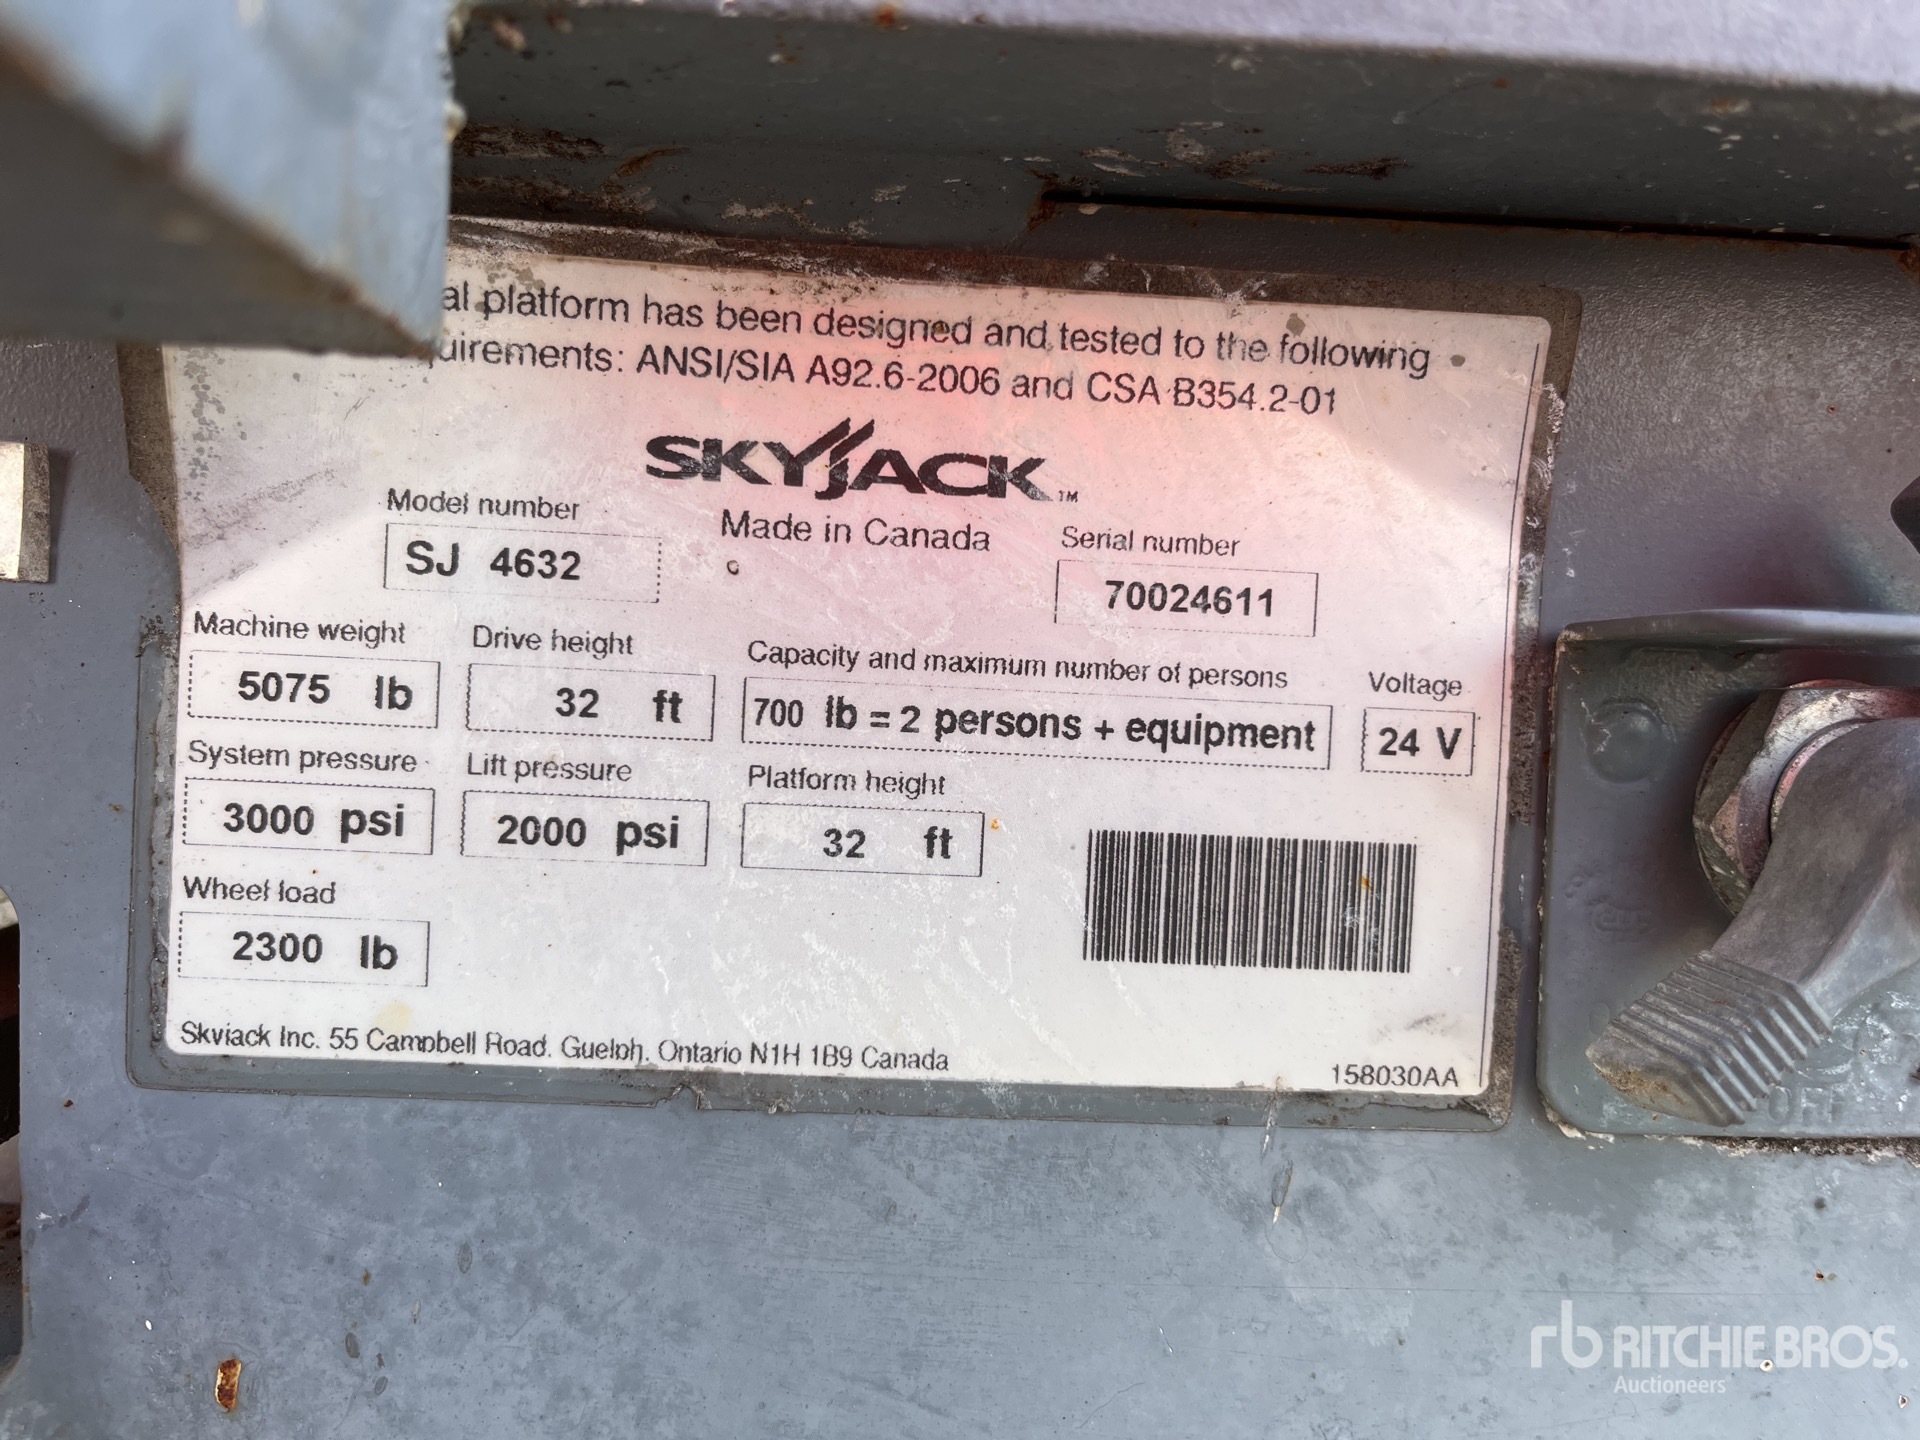 al platform has been designed and tested to the following
uirements: ANSI/SIA A92.6-2006 and CSA B354.2-01
SKYJACK™
Made in Canada
Model number
SJ 4632
Serial number
70024611
Machine weight
5075 lb
Drive height
32 ft
Capacity and maximum number of persons
700 lb = 2 persons + equipment
Voltage
24 V
System pressure
3000 psi
Lift pressure
2000 psi
Platform height
32 ft
Wheel load
2300 lb
Skyjack Inc. 55 Campbell Road. Guelph. Ontario N1H 1B9 Canada
158030AA
OFF
rb RITCHIE BROS.
Auctioneers